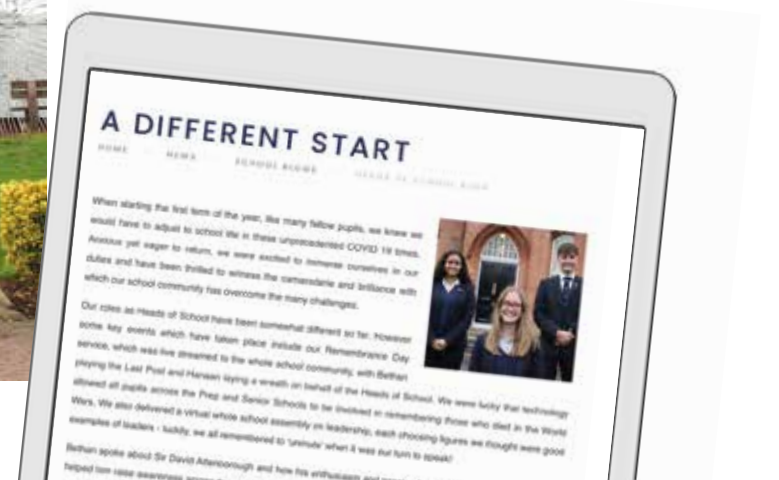 A DIFFERENT START
HOME NEWS SCHOOL BLOGS HEADS OF SCHOOL BLOG
When starting the first term of the year, like many fellow pupils, we knew we
would have to adjust to school life in these unprecedented COVID 19 times.
Anxious yet eager to return, we were excited to immerse ourselves in our
duties and have been thrilled to witness the camaraderie and brilliance with
which our school community has overcome the many challenges.
Our roles as Heads of School have been somewhat different so far. However
some key events which have taken place include our Remembrance Day
service, which was live streamed to the whole school community, with Bethan
playing the Last Post and Hanaan laying a wreath on behalf of the Heads of School. We were lucky that technology
allowed all pupils across the Prep and Senior Schools to be involved in remembering those who died in the World
Wars. We also delivered a virtual whole school assembly on leadership, each choosing figures we thought were good
examples of leaders - luckily, we all remembered to 'unmute' when it was our turn to speak!
Bethan spoke about Sir David Attenborough and how his enthusiasm and
helped him raise awareness